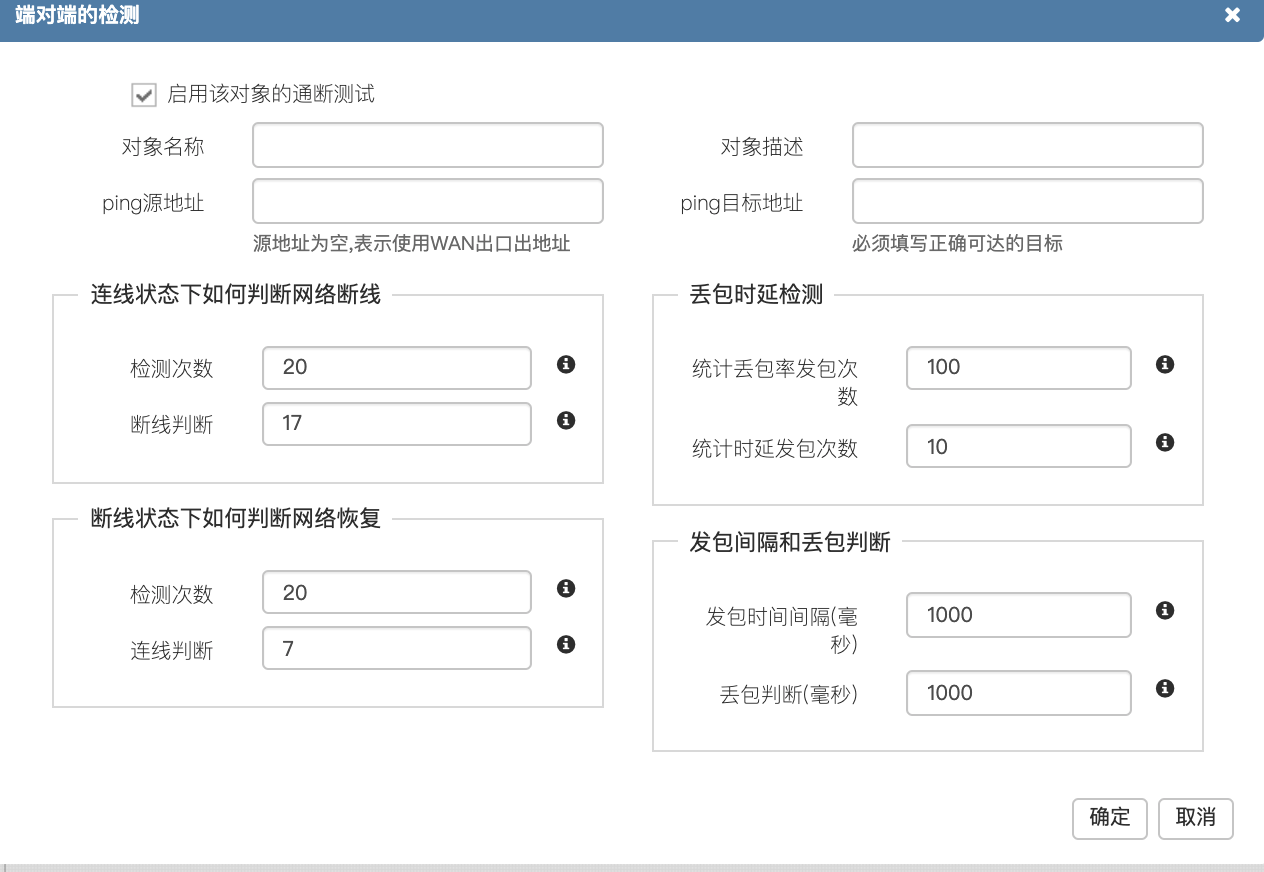 端对端的检测
启用该对象的通断测试
对象名称
对象描述
ping源地址
ping目标地址
源地址为空,表示使用WAN出口出地址
必须填写正确可达的目标
连线状态下如何判断网络断线
检测次数
20
断线判断
17
断线状态下如何判断网络恢复
检测次数
20
连线判断
7
丢包时延检测
统计丢包率发包次
数
100
统计时延发包次数
10
发包间隔和丢包判断
发包时间间隔(毫
秒)
1000
丢包判断(毫秒)
1000
确定
取消